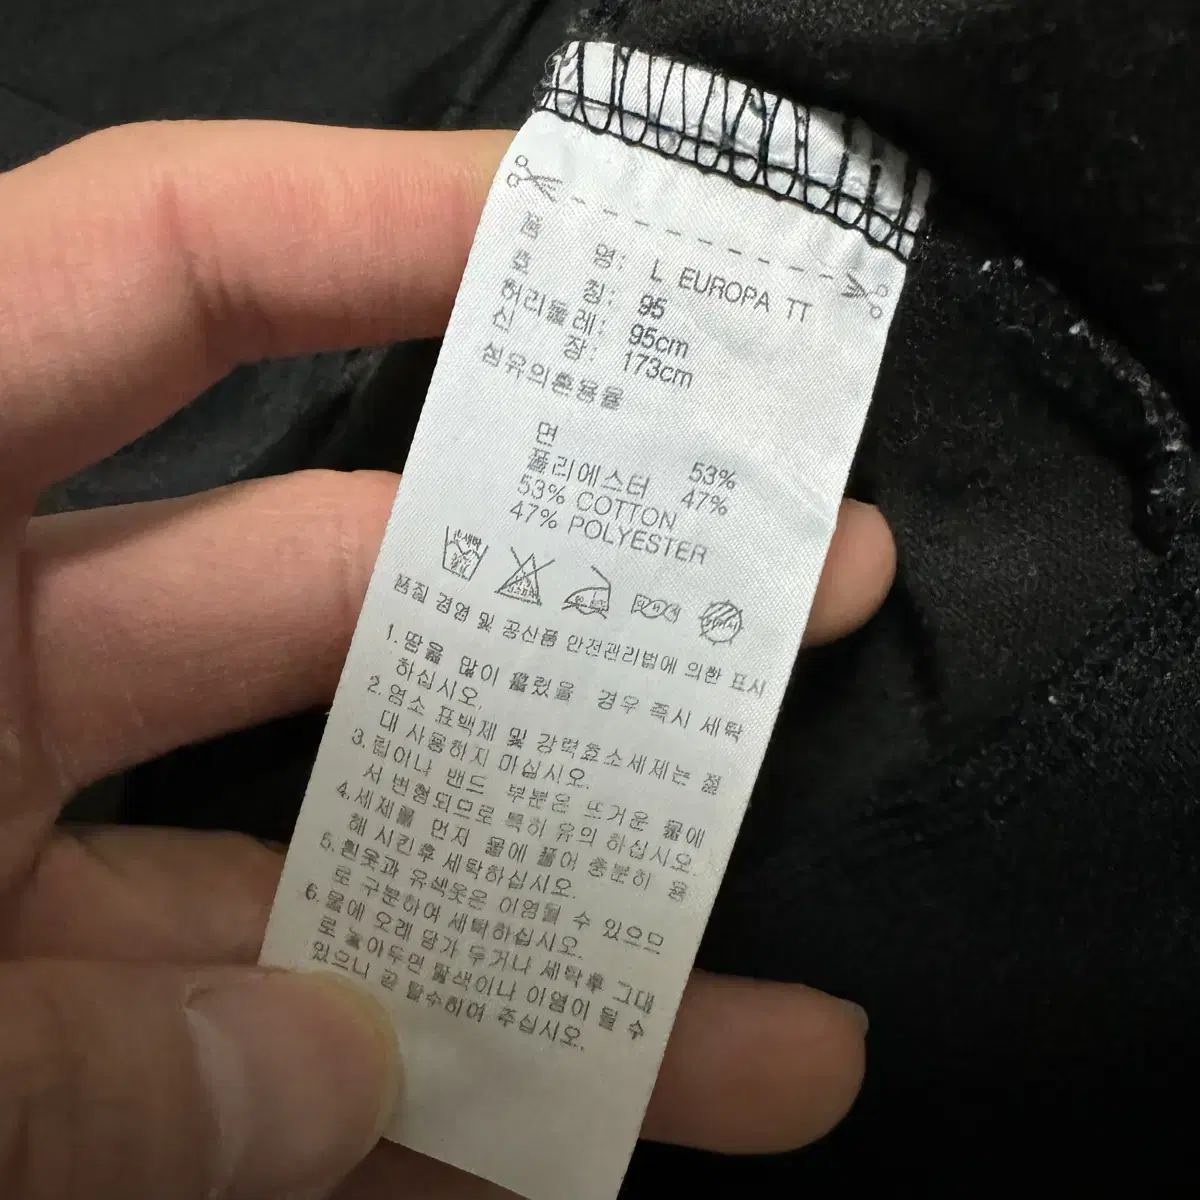 품 명: L EUROPA TT
호 칭: 95
허리둘레: 95cm
신 장: 173cm
섬유의혼용율
면 53%
폴리에스터 47%
53% COTTON
47% POLYESTER
품질 경영 및 공산품 안전관리법에 의한 표시
1. 땀을 많이 흘렸을 경우 즉시 세탁
하십시오.
2. 염소 표백제 및 강력효소세제는 절
대 사용하지 마십시오.
3. 립이나 밴드 부분은 뜨거운 물에
서 변형되므로 특히 유의 하십시오.
4. 세제를 먼저 물에 풀어 충분히 용
해 시킨후 세탁하십시오.
5. 흰옷과 유색옷은 이염될 수 있으므
로 구분하여 세탁하십시오.
6. 물에 오래 담가 두거나 세탁후 그대
로 놓아두면 탈색이나 이염이 될 수
있으니 곧 탈수하여 주십시오.